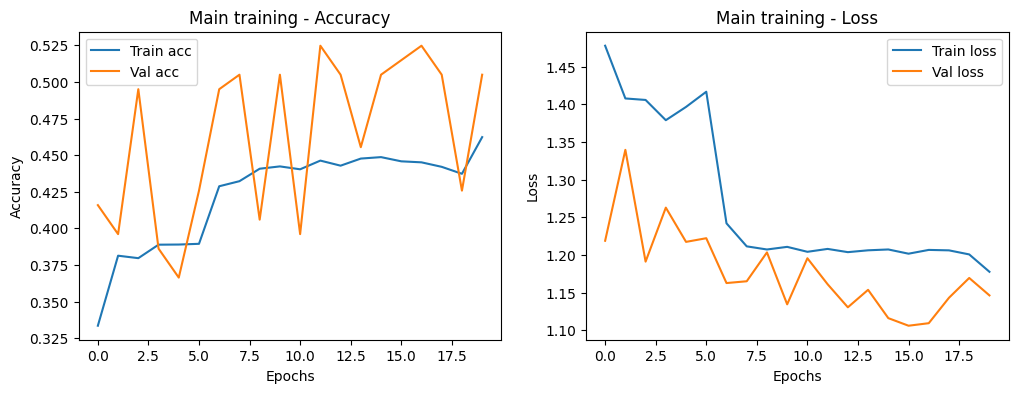 Main training - Accuracy
Train acc
Val acc
Accuracy
0.525
0.500
0.475
0.450
0.425
0.400
0.375
0.350
0.325
0.0 2.5 5.0 7.5 10.0 12.5 15.0 17.5
Epochs
Main training - Loss
Train loss
Val loss
Loss
1.45
1.40
1.35
1.30
1.25
1.20
1.15
1.10
0.0 2.5 5.0 7.5 10.0 12.5 15.0 17.5
Epochs